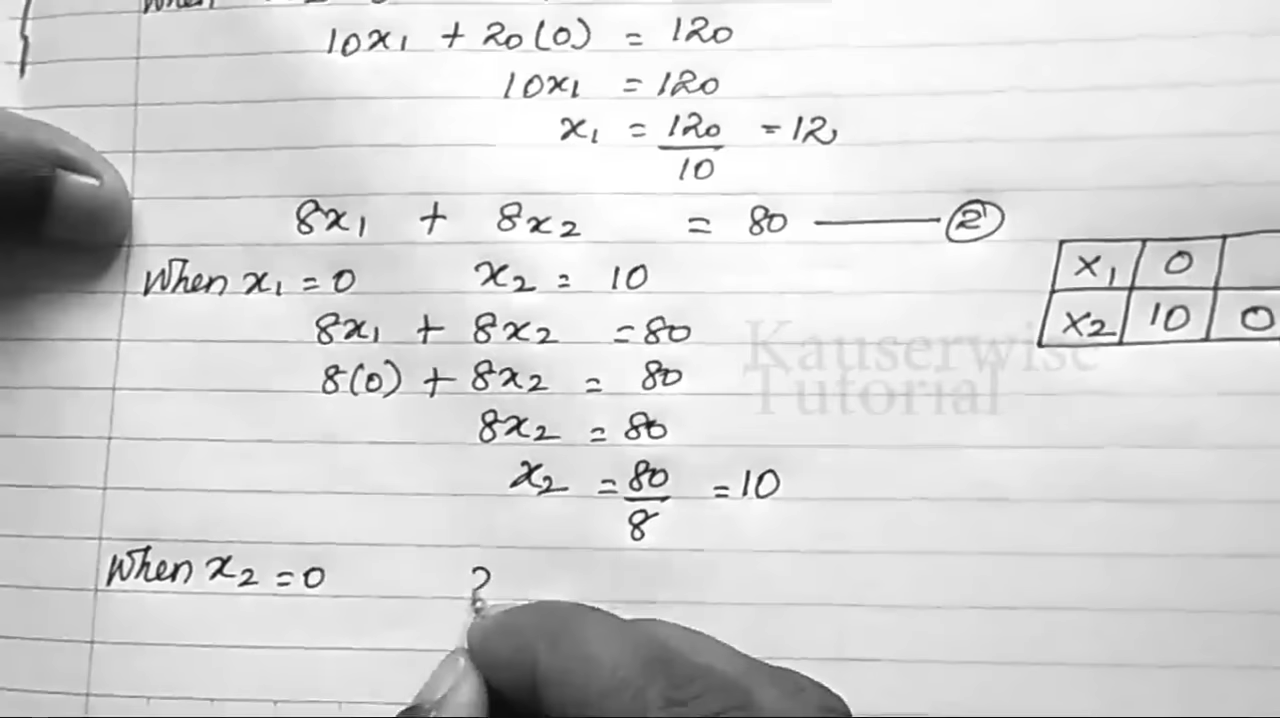 10x1 + 20(0) = 120
10x1 = 120
x1 = 120/10 = 12
8x1 + 8x2 = 80 —— 2
When x1 = 0 x2 = 10
8x1 + 8x2 = 80
8(0) + 8x2 = 80
8x2 = 80
x2 = 80/8 = 10
When x2 = 0 ?
x1 0
x2 10 0
Kauserwise
Tutorial